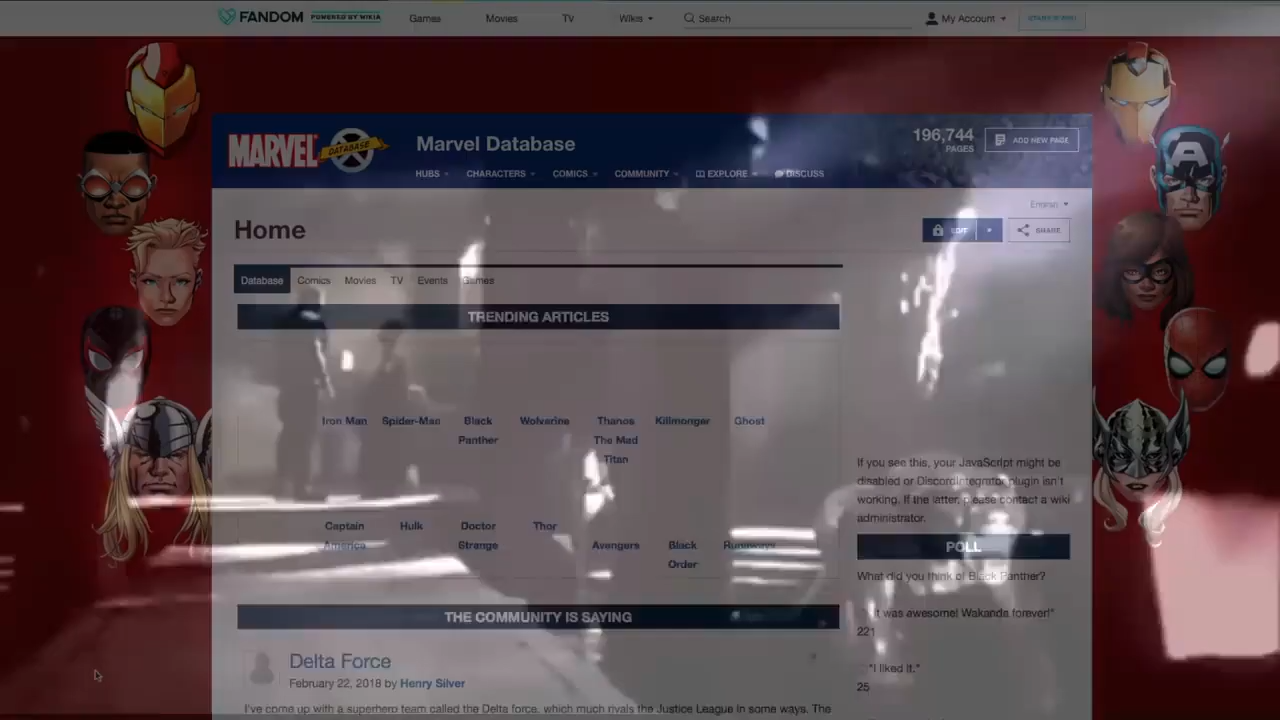 FANDOM POWERED BY WIKIA Games Movies TV Wikis Search My Account START A WIKI
MARVEL DATABASE Marvel Database 196,744 PAGES ADD NEW PAGE
HUBS CHARACTERS COMICS COMMUNITY EXPLORE DISCUSS
English
Home EDIT SHARE
Database Comics Movies TV Events Games
TRENDING ARTICLES
Iron Man Spider-Man Black Panther Wolverine Thanos The Mad Titan Killmonger Ghost
Captain America Hulk Doctor Strange Thor Avengers Black Order Runaways
THE COMMUNITY IS SAYING
Delta Force
February 22, 2018 by Henry Silver
I've come up with a superhero team called the Delta force, which much rivals the Justice League in some ways. The
If you see this, your JavaScript might be
disabled or DiscordIntegrator plugin isn't
working. If the latter, please contact a wiki
administrator.
POLL
What did you think of Black Panther?
"It was awesome! Wakanda forever!"
221
"I liked it."
25